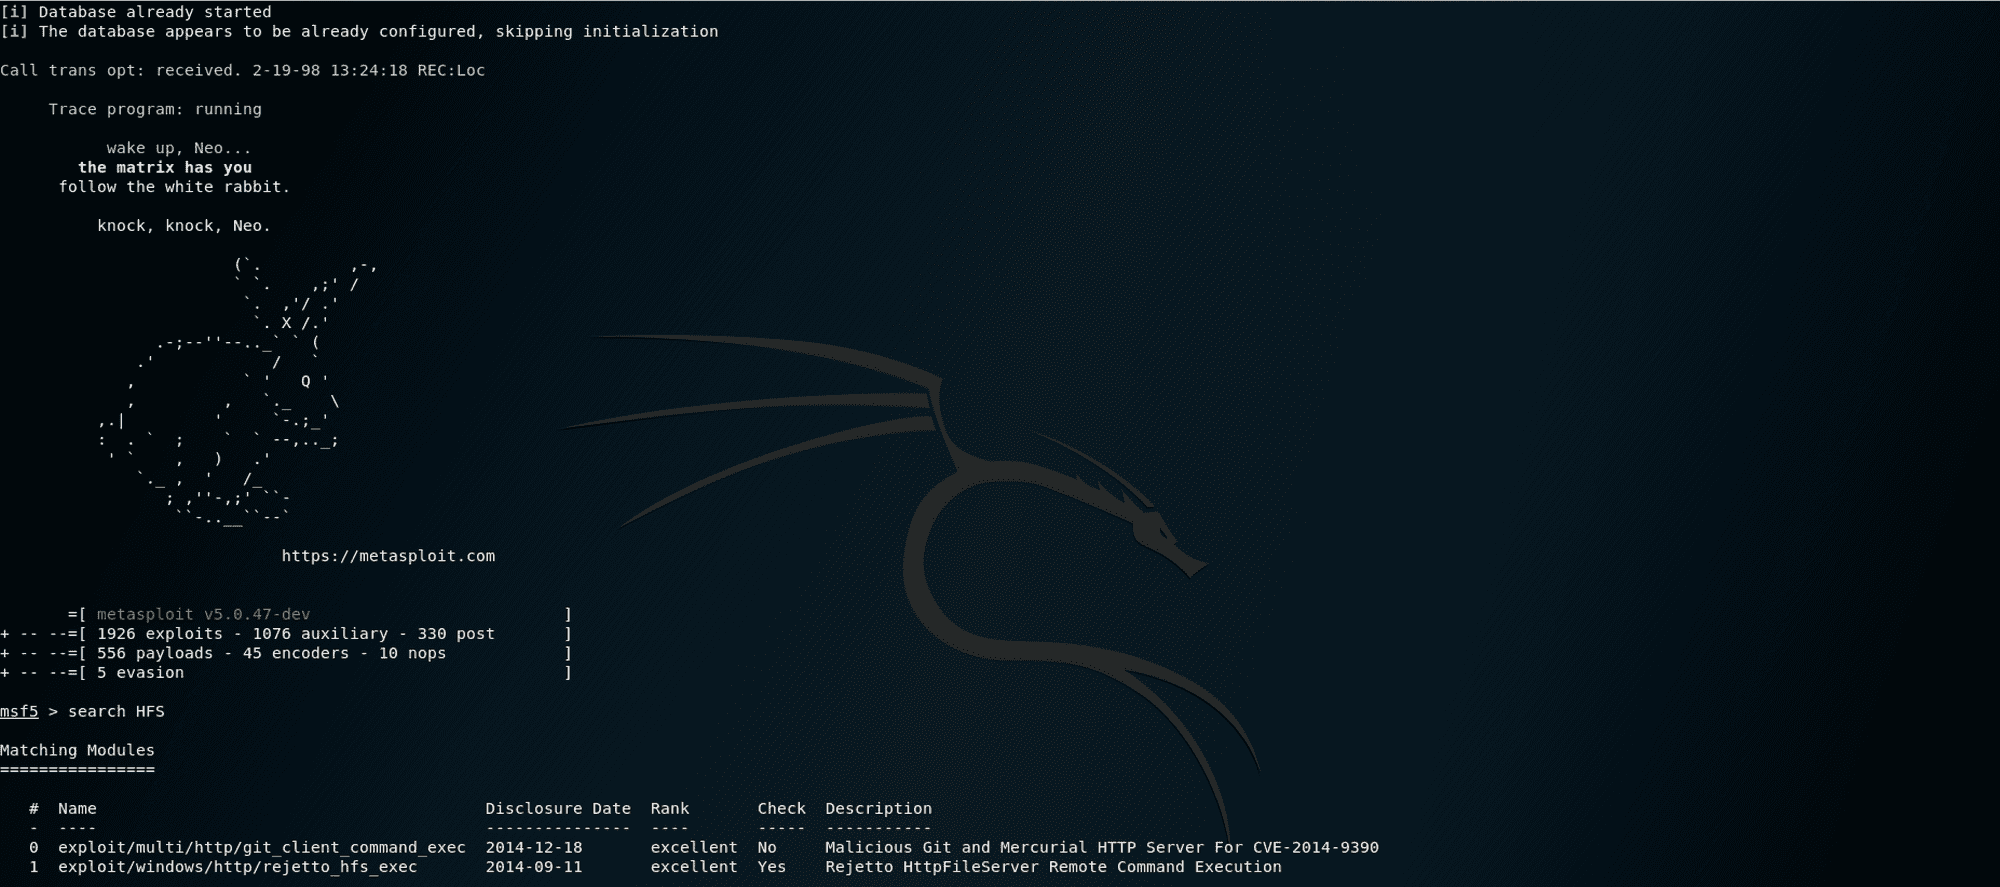 [i] Database already started
[i] The database appears to be already configured, skipping initialization
Call trans opt: received. 2-19-98 13:24:18 REC:Loc
Trace program: running
wake up, Neo...
the matrix has you
follow the white rabbit.
knock, knock, Neo.
https://metasploit.com
=[ metasploit v5.0.47-dev ]
+ -- --=[ 1926 exploits - 1076 auxiliary - 330 post ]
+ -- --=[ 556 payloads - 45 encoders - 10 nops ]
+ -- --=[ 5 evasion ]
msf5 > search HFS
Matching Modules
================
# Name Disclosure Date Rank Check Description
- ---- --------------- ---- ----- -----------
0 exploit/multi/http/git_client_command_exec 2014-12-18 excellent No Malicious Git and Mercurial HTTP Server For CVE-2014-9390
1 exploit/windows/http/rejetto_hfs_exec 2014-09-11 excellent Yes Rejetto HttpFileServer Remote Command Execution